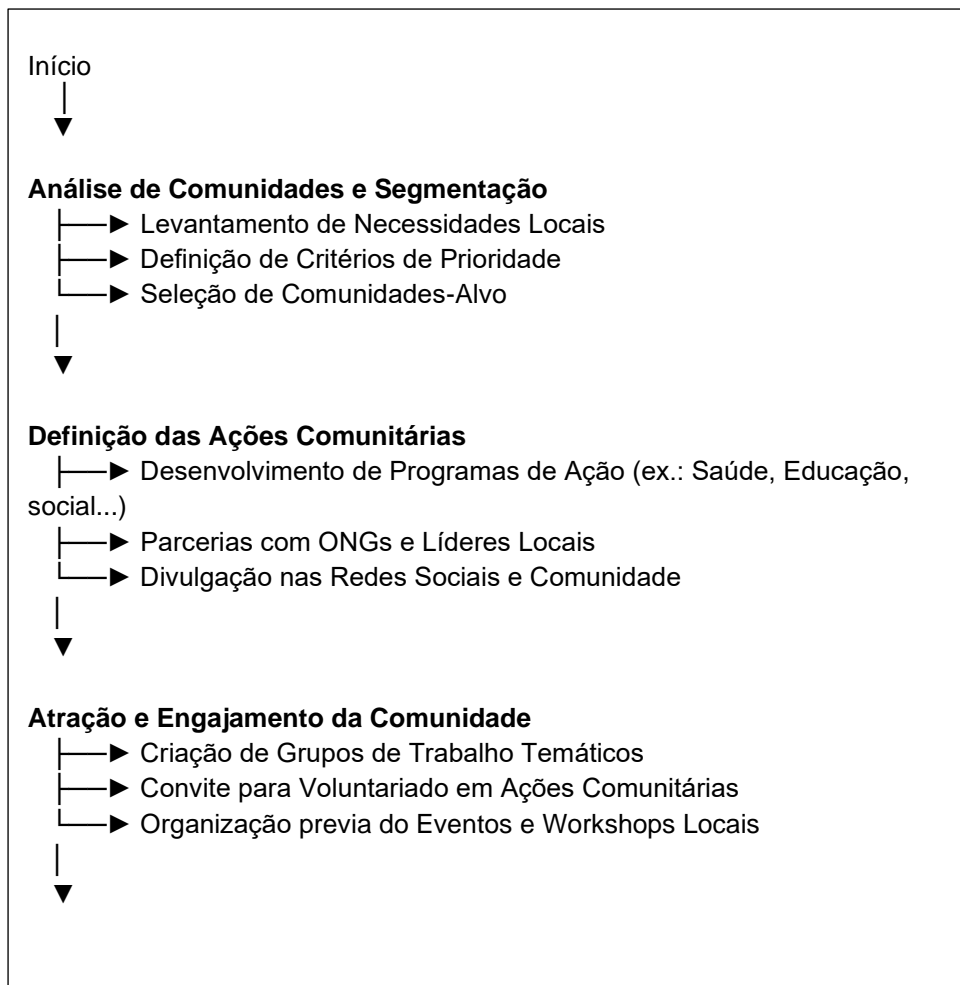 Início
Análise de Comunidades e Segmentação
Levantamento de Necessidades Locais
Definição de Critérios de Prioridade
Seleção de Comunidades-Alvo
Definição das Ações Comunitárias
Desenvolvimento de Programas de Ação (ex.: Saúde, Educação,
social...)
Parcerias com ONGs e Líderes Locais
Divulgação nas Redes Sociais e Comunidade
Atração e Engajamento da Comunidade
Criação de Grupos de Trabalho Temáticos
Convite para Voluntariado em Ações Comunitárias
Organização previa do Eventos e Workshops Locais